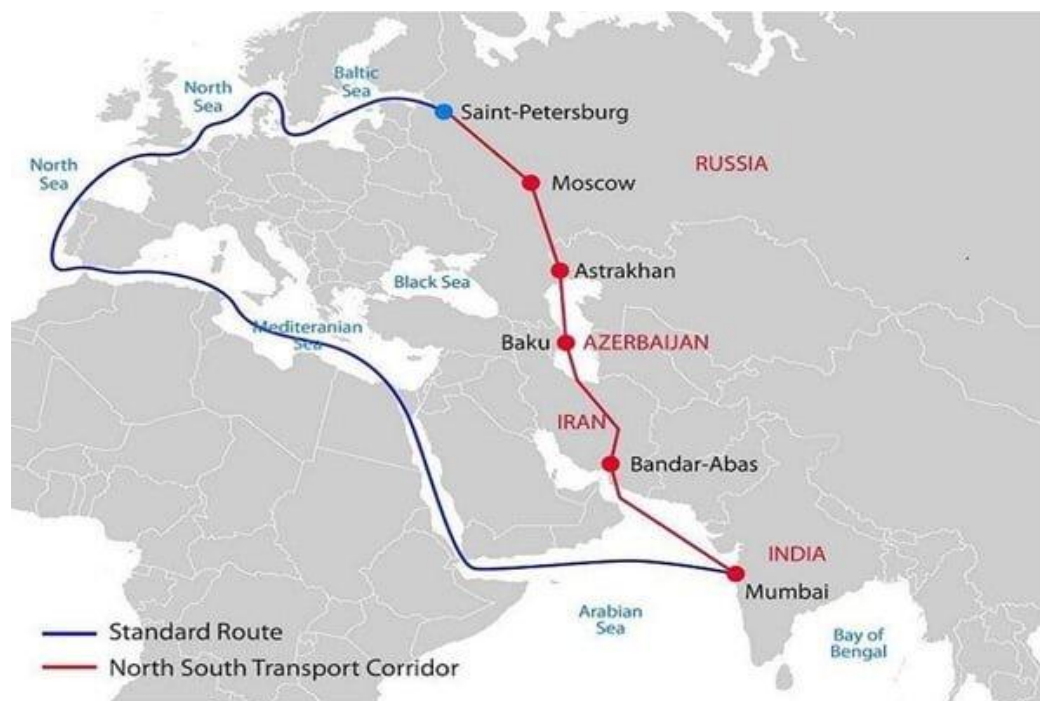 Baltic
Sea
North
Sea
Saint-Petersburg
North
Sea
RUSSIA
Moscow
Astrakhan
Black Sea
Mediteranian
Sea
Baku
AZERBAIJAN
IRAN
Bandar-Abas
INDIA
Mumbai
Arabian
Sea
Bay of
Bengal
Standard Route
North South Transport Corridor